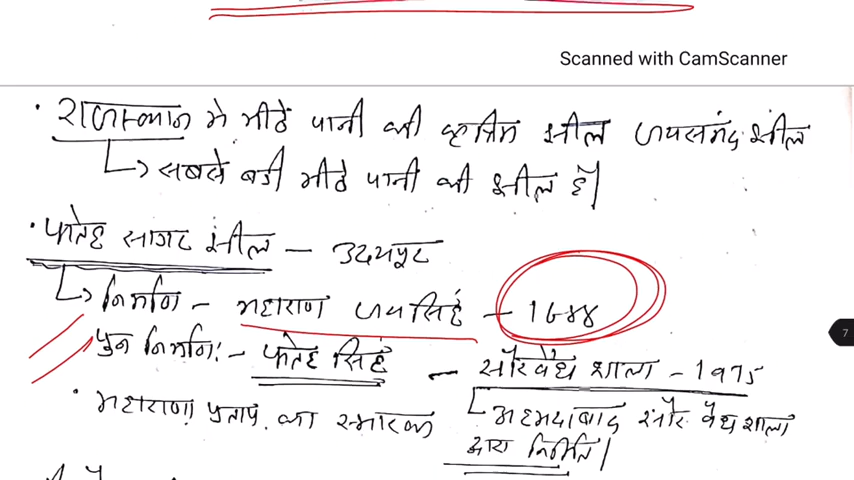 Scanned with CamScanner
• राजस्थान मे मीठे पानी की कृत्रिम झील जयसमंद झील
सबसे बडी मीठे पानी की झील है।
• फतेह सागर झील – उदयपुर
निर्माण – महाराणा जयसिंह – 1688
पुन निर्माण:- फतेह सिंह – सौर वैध शाला – 1975
• महाराणा प्रताप का स्मारक अहमदाबाद सौर वैधशाला
द्वारा निर्मित।
7